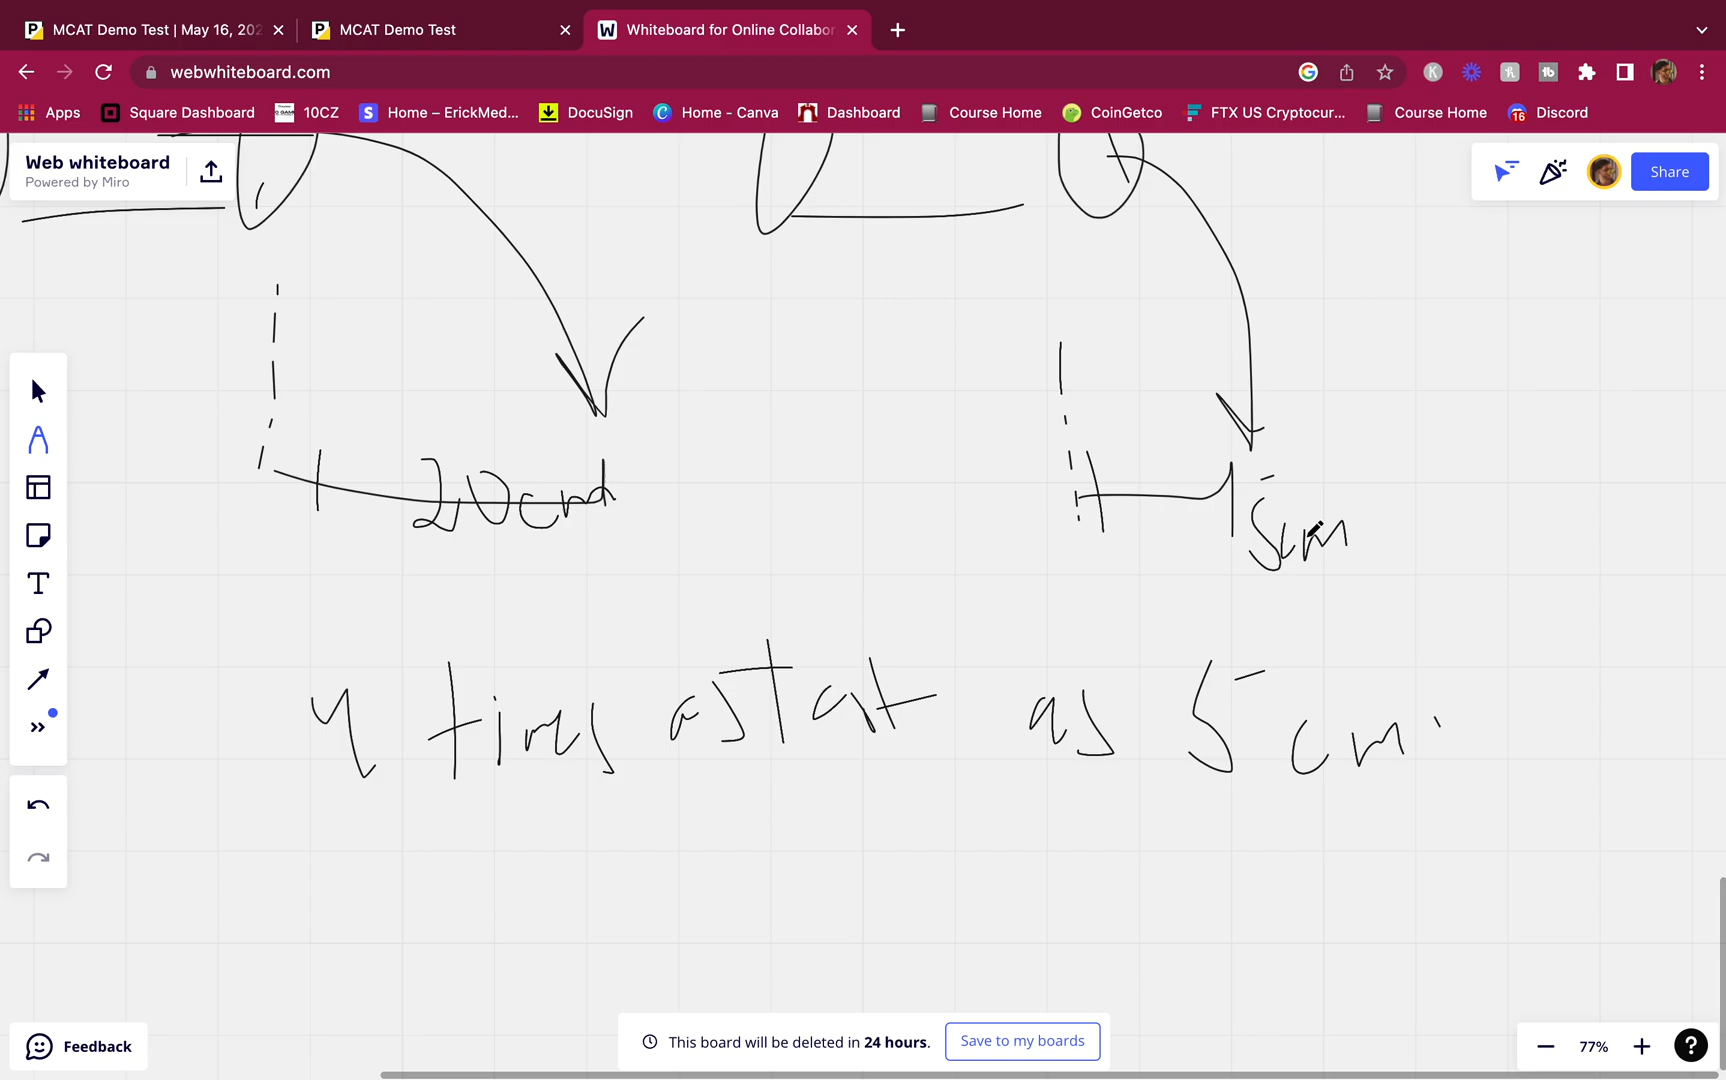 MCAT Demo Test | May 16, 202
MCAT Demo Test
Whiteboard for Online Collabor
webwhiteboard.com
Apps Square Dashboard 10CZ Home – ErickMed... DocuSign Home - Canva Dashboard Course Home CoinGetco FTX US Cryptocur... Course Home Discord
Web whiteboard
Powered by Miro
Share
20cm
5cm
4 times as fast as 5 cm.
Feedback
This board will be deleted in 24 hours.
Save to my boards
77%